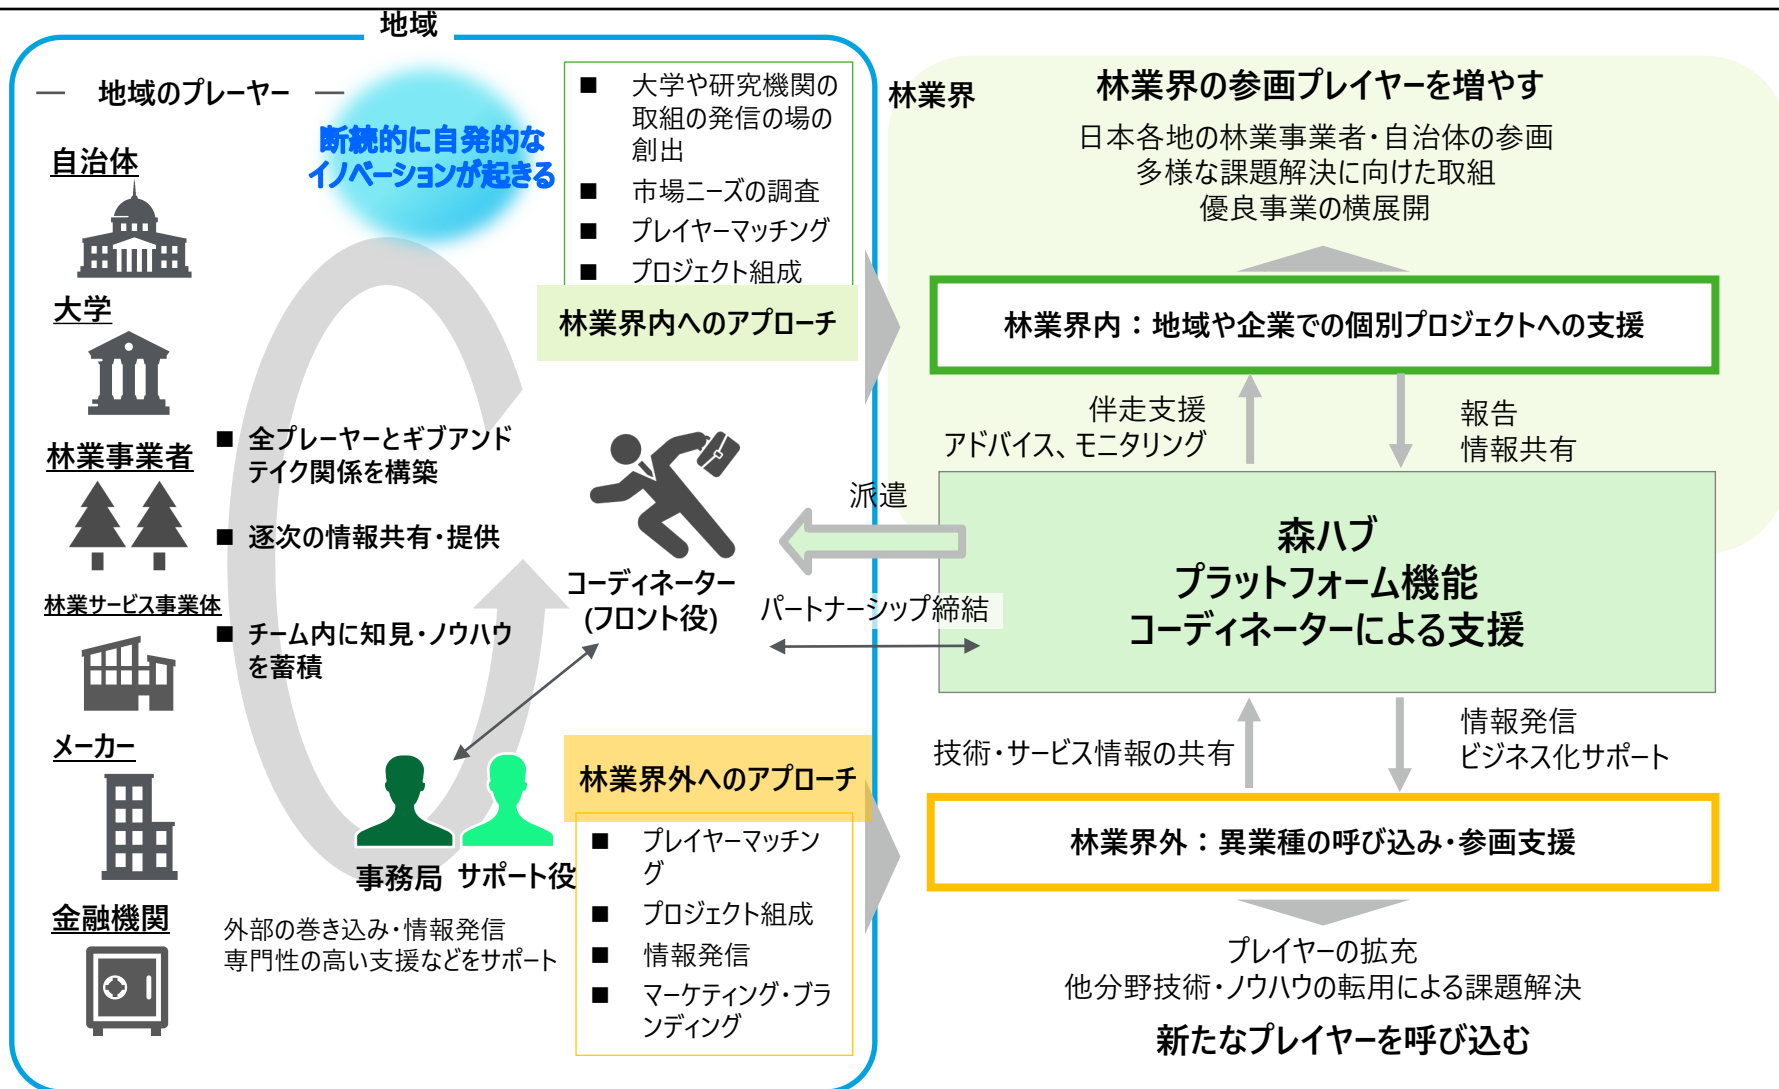 地域
地域のプレーヤー
断続的に自発的な
イノベーションが起きる
自治体
大学
林業事業者
林業サービス事業体
メーカー
金融機関
■ 大学や研究機関の
取組の発信の場の
創出
■ 市場ニーズの調査
■ プレイヤーマッチング
■ プロジェクト組成
林業界内へのアプローチ
■ 全プレーヤーとギブアンド
テイク関係を構築
■ 逐次の情報共有・提供
■ チーム内に知見・ノウハウ
を蓄積
コーディネーター
(フロント役)
事務局
サポート役
外部の巻き込み・情報発信
専門性の高い支援などをサポート
林業界外へのアプローチ
■ プレイヤーマッチン
グ
■ プロジェクト組成
■ 情報発信
■ マーケティング・ブラ
ンディング
派遣
パートナーシップ締結
林業界
林業界の参画プレイヤーを増やす
日本各地の林業事業者・自治体の参画
多様な課題解決に向けた取組
優良事業の横展開
林業界内：地域や企業での個別プロジェクトへの支援
伴走支援
アドバイス、モニタリング
報告
情報共有
森ハブ
プラットフォーム機能
コーディネーターによる支援
技術・サービス情報の共有
情報発信
ビジネス化サポート
林業界外：異業種の呼び込み・参画支援
プレイヤーの拡充
他分野技術・ノウハウの転用による課題解決
新たなプレイヤーを呼び込む